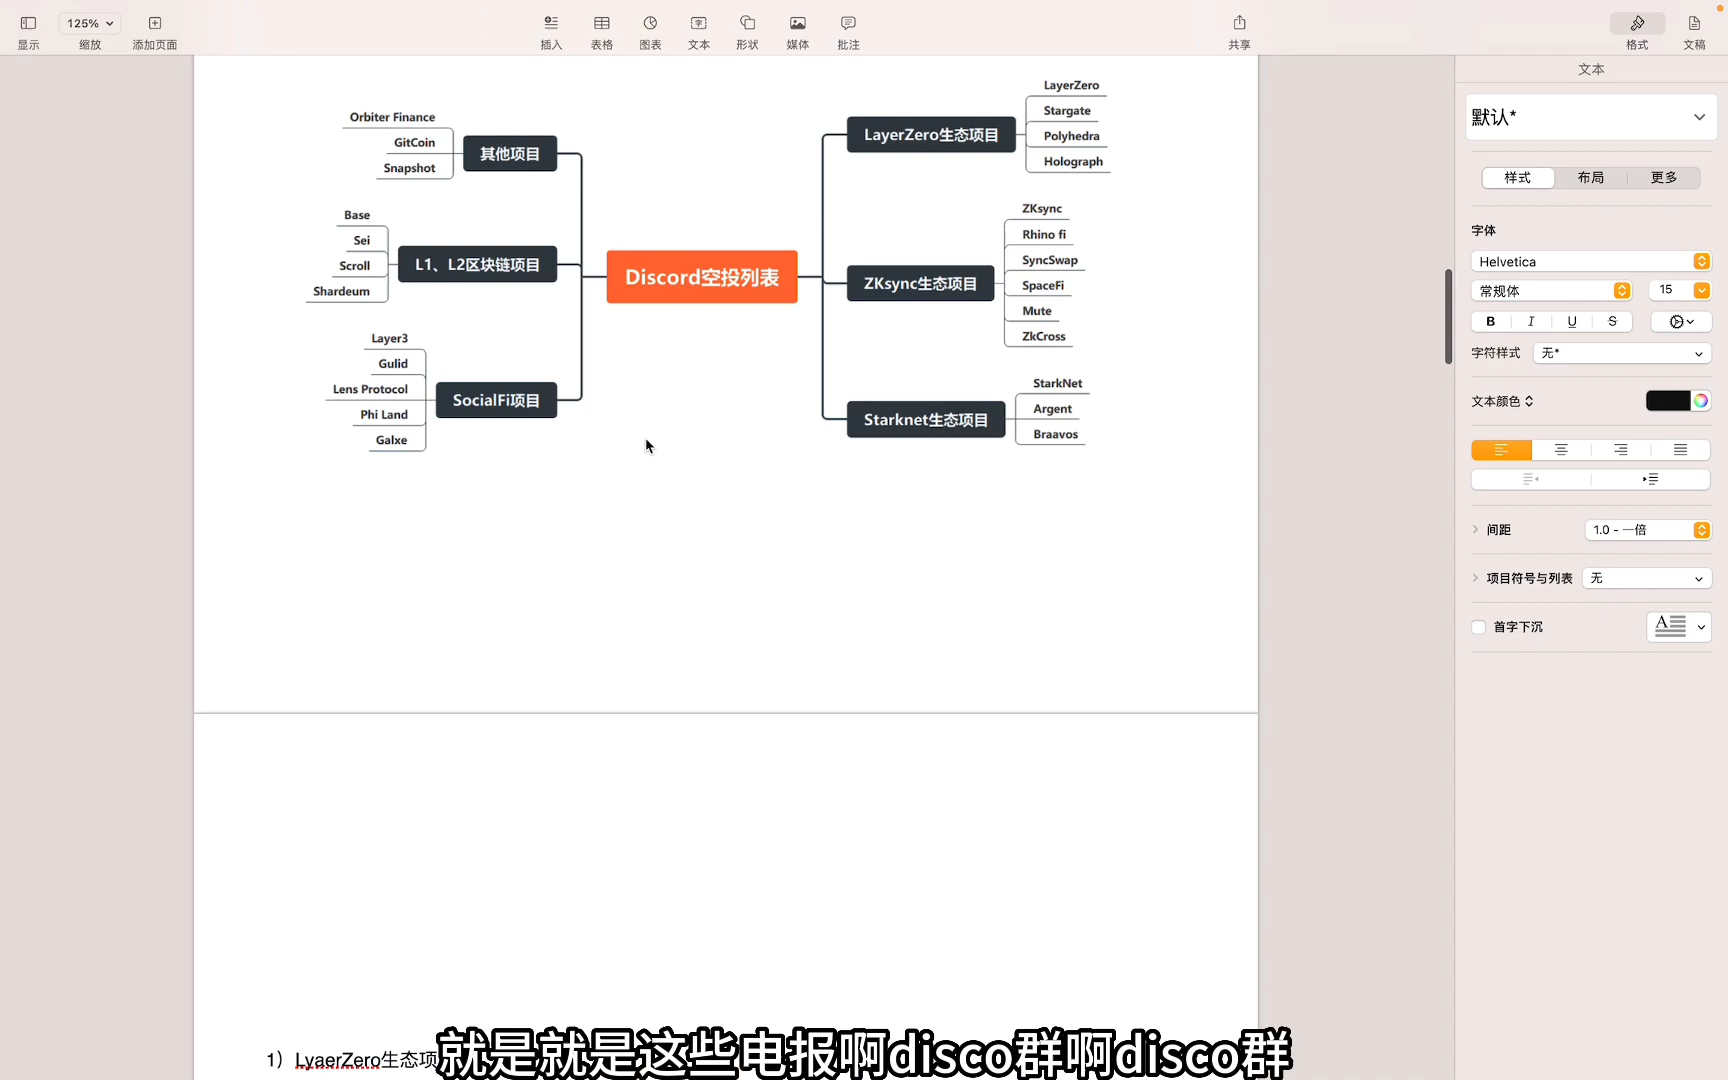 125%
显示
缩放
添加页面
插入
表格
图表
文本
形状
媒体
批注
共享
格式
文稿
Orbiter Finance
GitCoin
Snapshot
其他项目
Base
Sei
Scroll
Shardeum
L1、L2区块链项目
Layer3
Gulid
Lens Protocol
Phi Land
Galxe
SocialFi项目
Discord空投列表
LayerZero生态项目
LayerZero
Stargate
Polyhedra
Holograph
ZKsync生态项目
ZKsync
Rhino fi
SyncSwap
SpaceFi
Mute
ZkCross
Starknet生态项目
StarkNet
Argent
Braavos
1）LyaerZero生态项
就是就是这些电报啊disco群啊disco群
文本
默认*
样式
布局
更多
字体
Helvetica
常规体
15
B I U S
字符样式
无*
文本颜色
间距
1.0 - 一倍
项目符号与列表
无
首字下沉
A